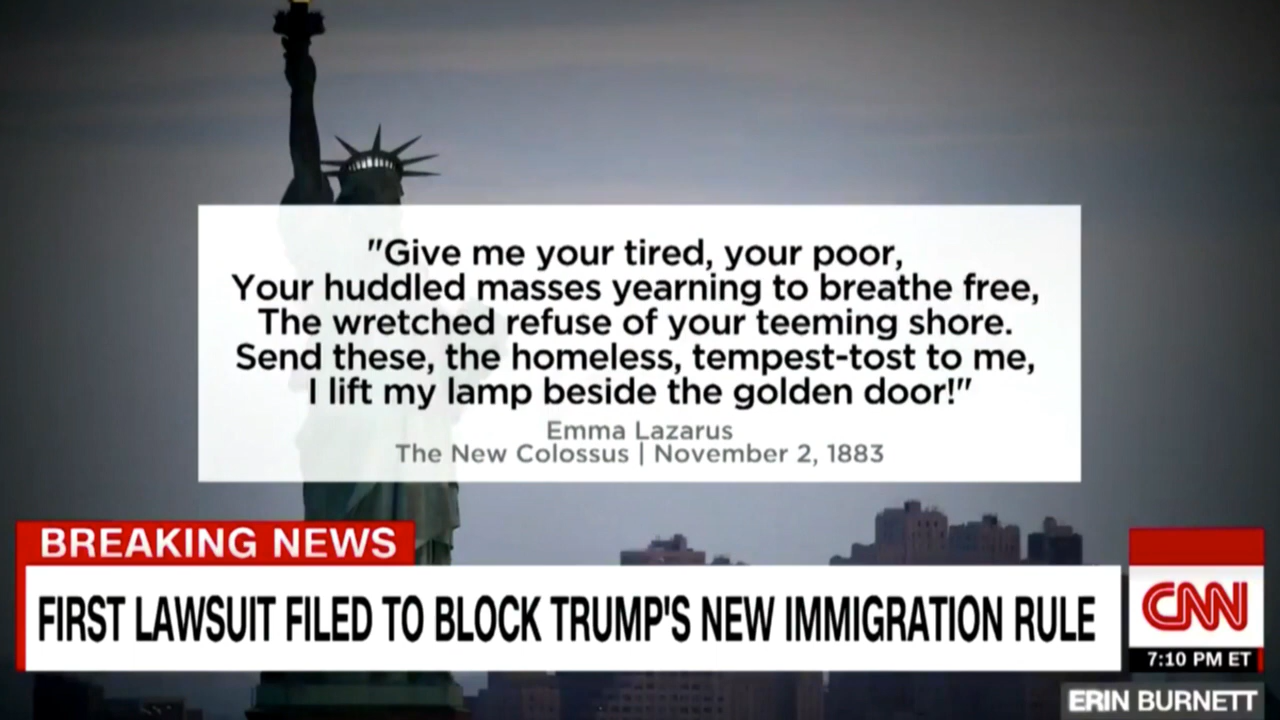 "Give me your tired, your poor,
Your huddled masses yearning to breathe free,
The wretched refuse of your teeming shore.
Send these, the homeless, tempest-tost to me,
I lift my lamp beside the golden door!"
Emma Lazarus
The New Colossus | November 2, 1883
BREAKING NEWS
FIRST LAWSUIT FILED TO BLOCK TRUMP'S NEW IMMIGRATION RULE
CNN
7:10 PM ET
ERIN BURNETT